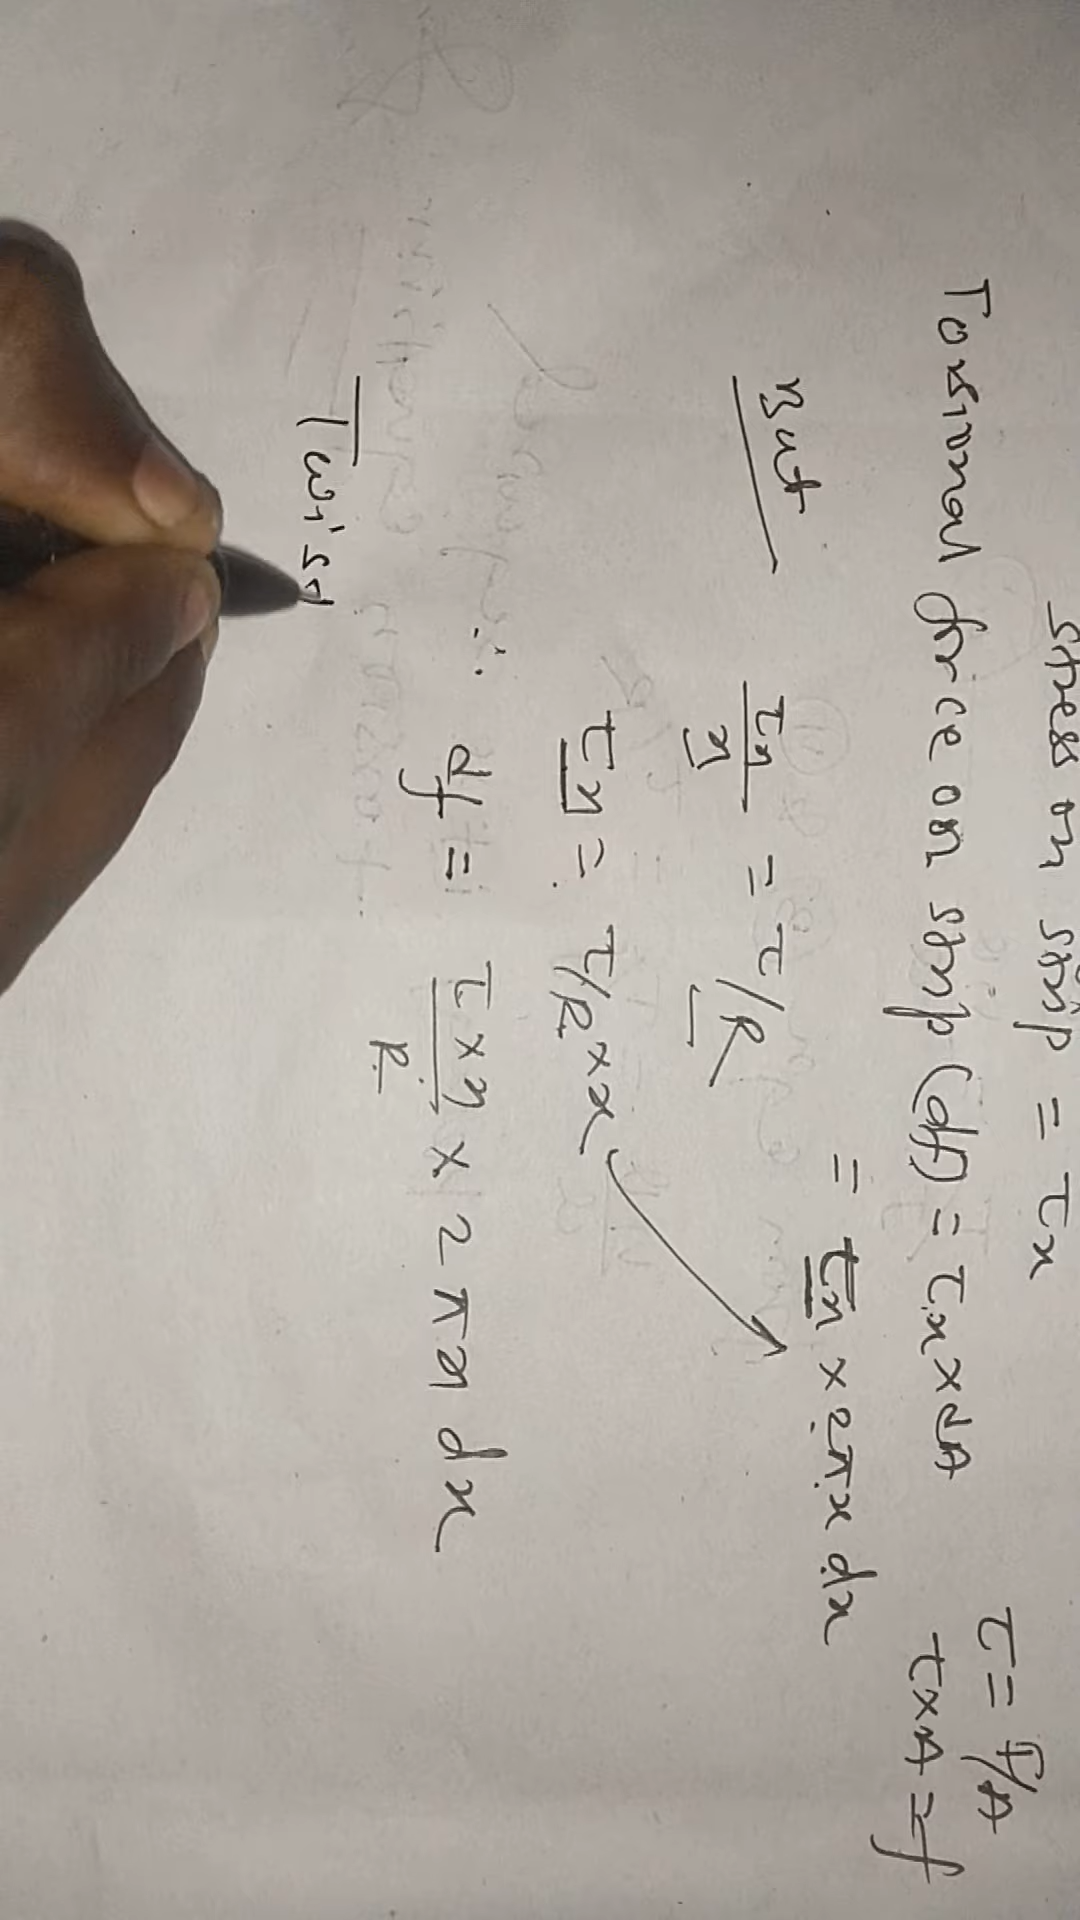 stress on strip = τx
Torsional force on strip (df) = τx × dA
τ = F/A
τ × A = f
= τx × 2πx dx
But τx/x = τ/R
τx = τ/R × x
∴ df = τ × x/R × 2πx dx
Twist